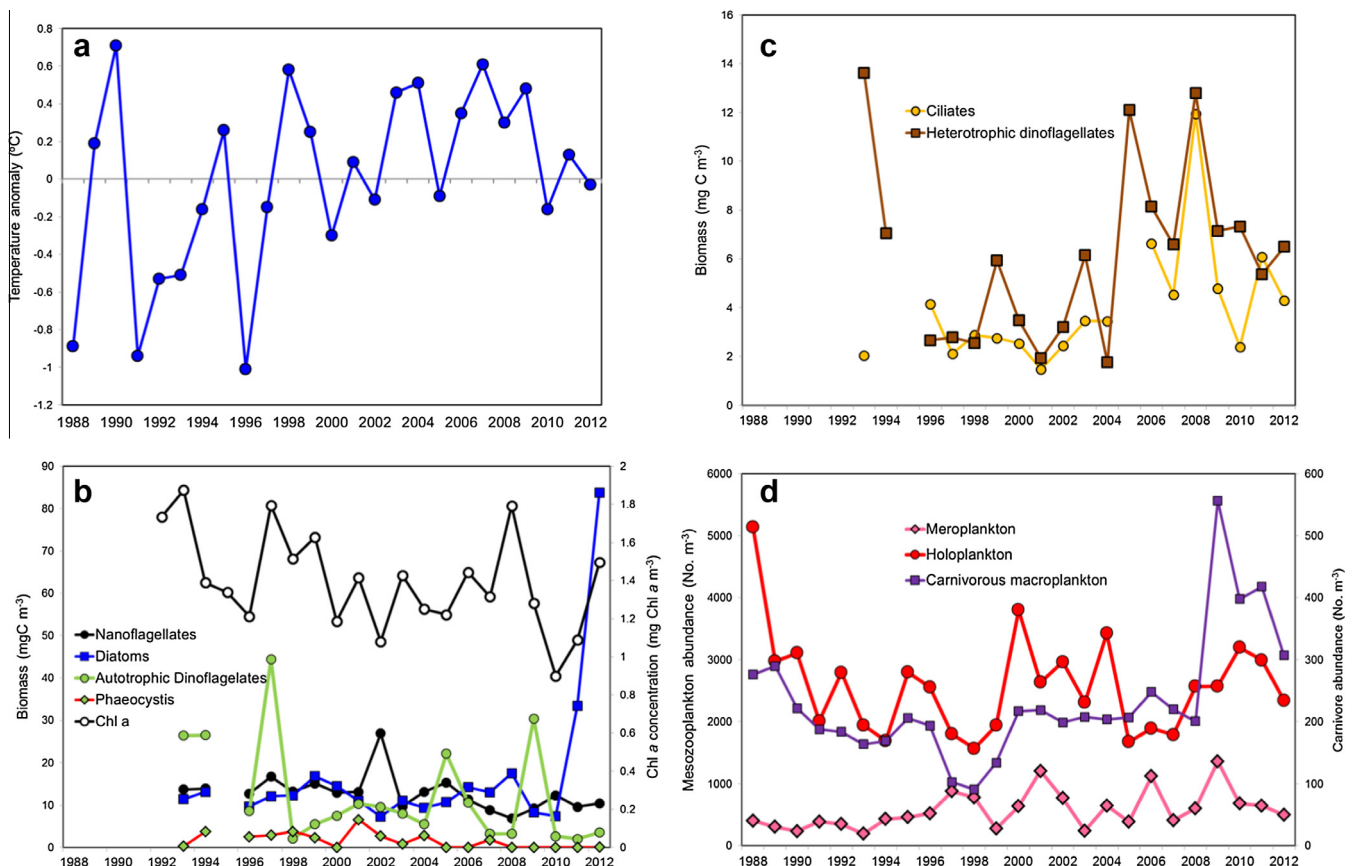 a
Temperature anomaly (ºC)
0.8
0.6
0.4
0.2
0
-0.2
-0.4
-0.6
-0.8
-1
-1.2
1988 1990 1992 1994 1996 1998 2000 2002 2004 2006 2008 2010 2012
c
Biomass (mg C m-3)
16
14
12
10
8
6
4
2
0
Ciliates
Heterotrophic dinoflagellates
1988 1990 1992 1994 1996 1998 2000 2002 2004 2006 2008 2010 2012
b
Biomass (mgC m-3)
90
80
70
60
50
40
30
20
10
0
Nanoflagellates
Diatoms
Autotrophic Dinoflagelates
Phaeocystis
Chl a
2
1.8
1.6
1.4
1.2
1
0.8
0.6
0.4
0.2
0
Chl a concentration (mg Chl a m-3)
1988 1990 1992 1994 1996 1998 2000 2002 2004 2006 2008 2010 2012
d
Mesozooplankton abundance (No. m-3)
6000
5000
4000
3000
2000
1000
0
Meroplankton
Holoplankton
Carnivorous macroplankton
600
500
400
300
200
100
0
Carnivore abundance (No. m-3)
1988 1990 1992 1994 1996 1998 2000 2002 2004 2006 2008 2010 2012